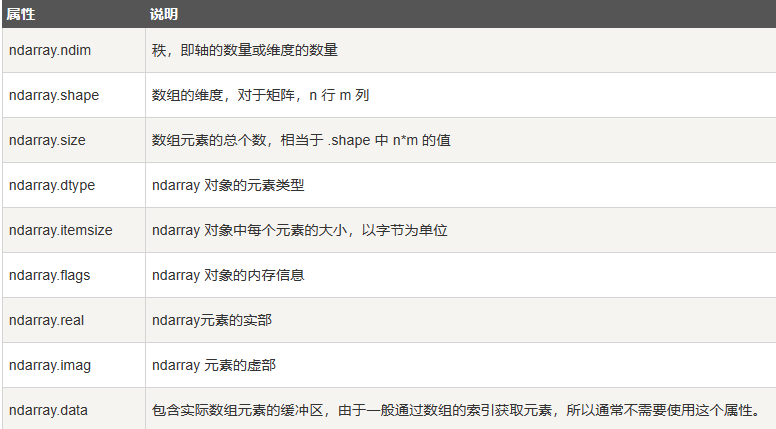 属性 说明
ndarray.ndim 秩，即轴的数量或维度的数量
ndarray.shape 数组的维度，对于矩阵，n 行 m 列
ndarray.size 数组元素的总个数，相当于 .shape 中 n*m 的值
ndarray.dtype ndarray 对象的元素类型
ndarray.itemsize ndarray 对象中每个元素的大小，以字节为单位
ndarray.flags ndarray 对象的内存信息
ndarray.real ndarray元素的实部
ndarray.imag ndarray 元素的虚部
ndarray.data 包含实际数组元素的缓冲区，由于一般通过数组的索引获取元素，所以通常不需要使用这个属性。